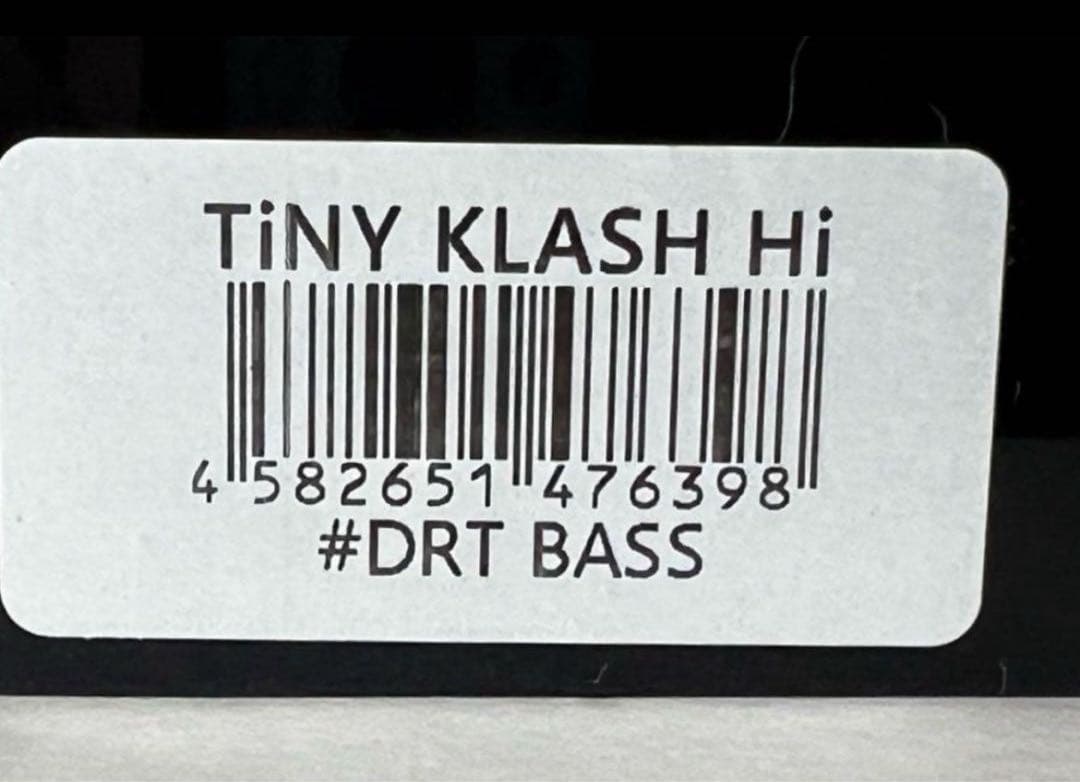 TiNY KLASH Hi
4 582651 476398
#DRT BASS